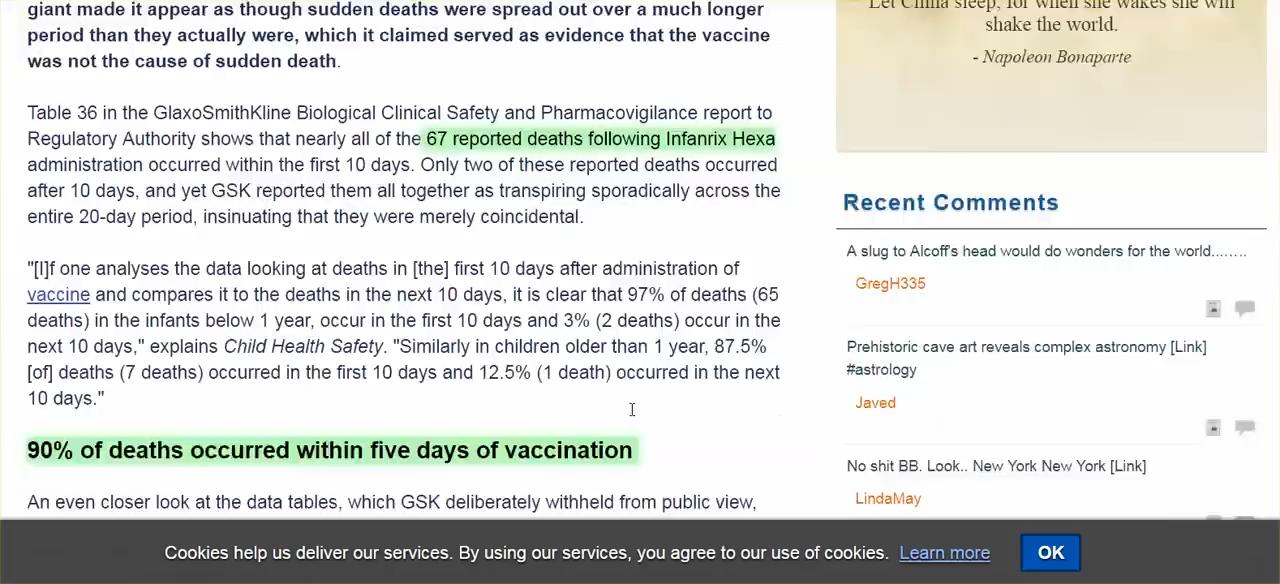 giant made it appear as though sudden deaths were spread out over a much longer
period than they actually were, which it claimed served as evidence that the vaccine
was not the cause of sudden death.
Table 36 in the GlaxoSmithKline Biological Clinical Safety and Pharmacovigilance report to
Regulatory Authority shows that nearly all of the 67 reported deaths following Infanrix Hexa
administration occurred within the first 10 days. Only two of these reported deaths occurred
after 10 days, and yet GSK reported them all together as transpiring sporadically across the
entire 20-day period, insinuating that they were merely coincidental.
"[I]f one analyses the data looking at deaths in [the] first 10 days after administration of
vaccine and compares it to the deaths in the next 10 days, it is clear that 97% of deaths (65
deaths) in the infants below 1 year, occur in the first 10 days and 3% (2 deaths) occur in the
next 10 days," explains Child Health Safety. "Similarly in children older than 1 year, 87.5%
[of] deaths (7 deaths) occurred in the first 10 days and 12.5% (1 death) occurred in the next
10 days."
90% of deaths occurred within five days of vaccination
An even closer look at the data tables, which GSK deliberately withheld from public view,
Let China sleep, for when she wakes she will
shake the world.
- Napoleon Bonaparte
Recent Comments
A slug to Alcoff's head would do wonders for the world........
GregH335
Prehistoric cave art reveals complex astronomy [Link]
#astrology
Javed
No shit BB. Look.. New York New York [Link]
LindaMay
Cookies help us deliver our services. By using our services, you agree to our use of cookies. Learn more OK